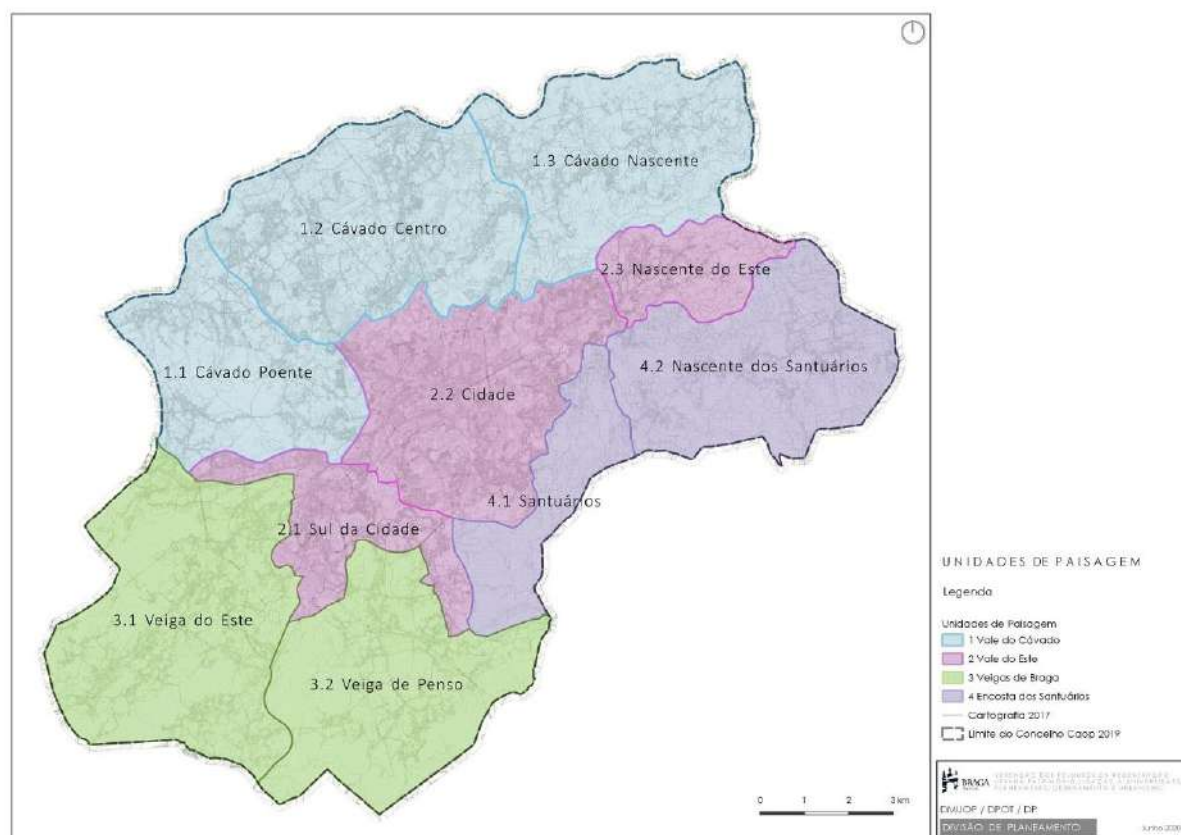 1.3 Cávado Nascente
1.2 Cávado Centro
2.3 Nascente do Este
1.1 Cávado Poente
4.2 Nascente dos Santuários
2.2 Cidade
4.1 Santuários
2.1 Sul da Cidade
3.1 Veiga do Este
3.2 Veiga de Penso
0 1 2 3 km
UNIDADES DE PAISAGEM
Legenda
Unidades de Paisagem
1 Vale do Cávado
2 Vale do Este
3 Veigas de Braga
4 Encosta dos Santuários
Cartografia 2017
Limite do Concelho Caop 2019
BRAGA
DMUOP / DPOT / DP
DIVISÃO DE PLANEAMENTO
Junho 2020